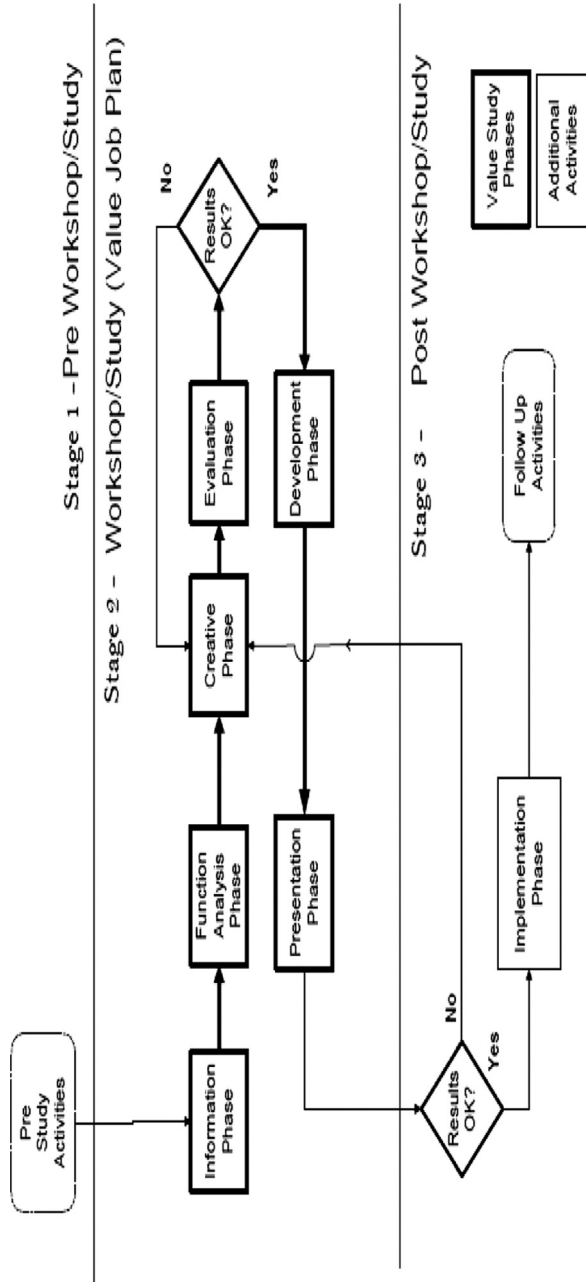 Stage 1 –Pre Workshop/Study
Pre
Study
Activities
Stage 2 – Workshop/Study (Value Job Plan)
Information
Phase
Function
Analysis
Phase
Creative
Phase
Evaluation
Phase
Results
OK?
No
Yes
Development
Phase
Presentation
Phase
Stage 3 – Post Workshop/Study
Results
OK?
No
Yes
Implementation
Phase
Follow Up
Activities
Value Study
Phases
Additional
Activities